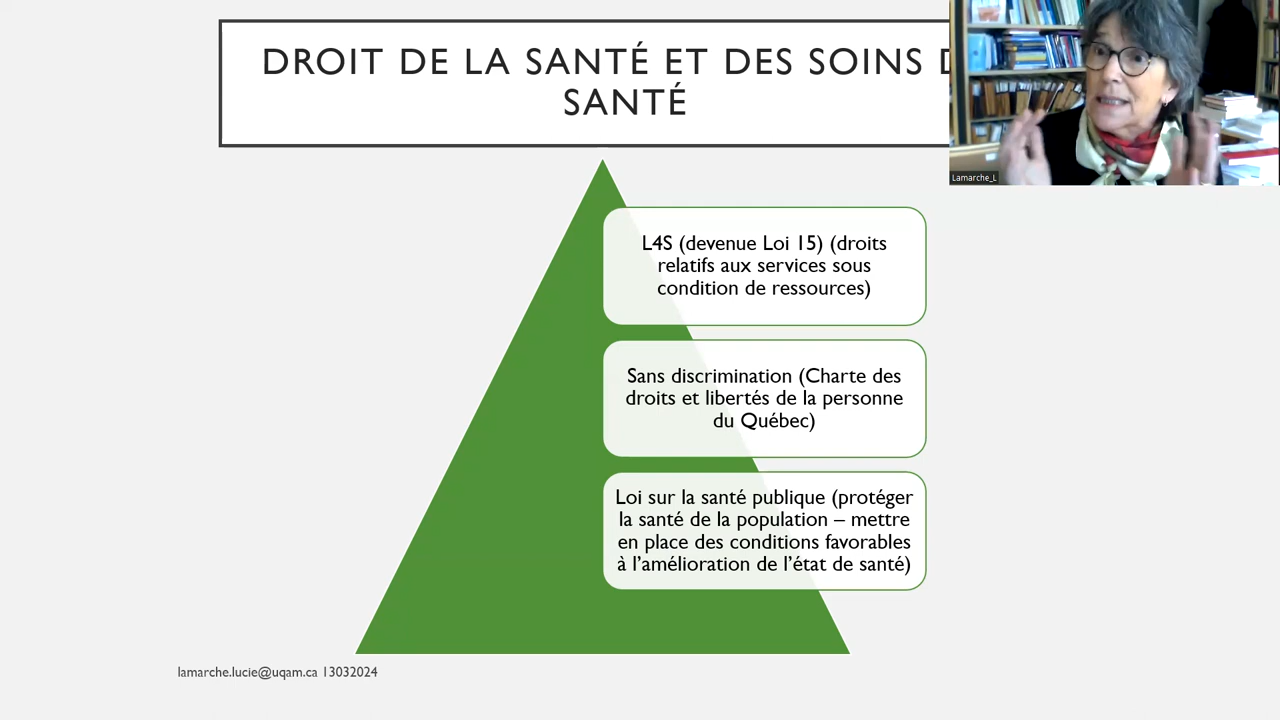 DROIT DE LA SANTÉ ET DES SOINS
SANTÉ
Lamarche_L
L4S (devenue Loi 15) (droits
relatifs aux services sous
condition de ressources)
Sans discrimination (Charte des
droits et libertés de la personne
du Québec)
Loi sur la santé publique (protéger
la santé de la population – mettre
en place des conditions favorables
à l’amélioration de l’état de santé)
lamarche.lucie@uqam.ca 13032024